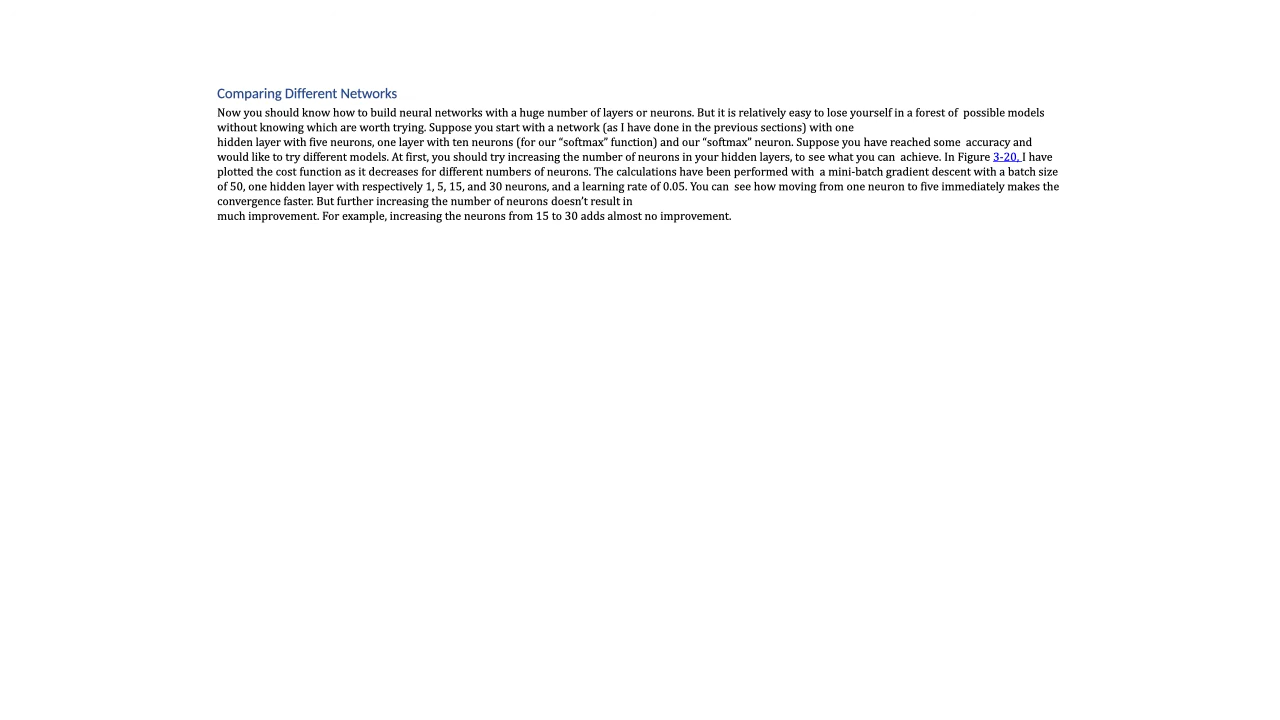 Comparing Different Networks
Now you should know how to build neural networks with a huge number of layers or neurons. But it is relatively easy to lose yourself in a forest of  possible models
without knowing which are worth trying. Suppose you start with a network (as I have done in the previous sections) with one
hidden layer with five neurons, one layer with ten neurons (for our “softmax” function) and our “softmax” neuron. Suppose you have reached some  accuracy and
would like to try different models. At first, you should try increasing the number of neurons in your hidden layers, to see what you can  achieve. In Figure 3-20, I have
plotted the cost function as it decreases for different numbers of neurons. The calculations have been performed with  a mini-batch gradient descent with a batch size
of 50, one hidden layer with respectively 1, 5, 15, and 30 neurons, and a learning rate of 0.05. You can  see how moving from one neuron to five immediately makes the
convergence faster. But further increasing the number of neurons doesn’t result in
much improvement. For example, increasing the neurons from 15 to 30 adds almost no improvement.